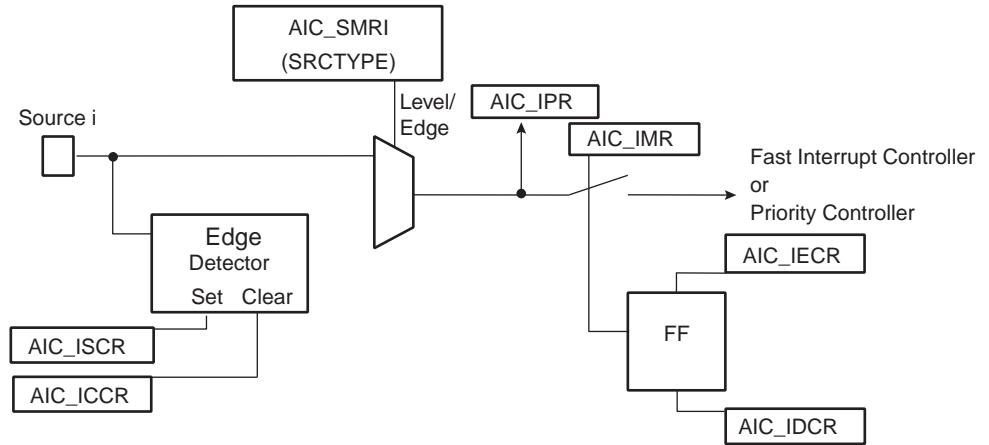 AIC_SMRI
(SRCTYPE)
Source i
Level/
Edge
AIC_IPR
AIC_IMR
Fast Interrupt Controller
or
Priority Controller
Edge
Detector
Set Clear
AIC_IECR
FF
AIC_ISCR
AIC_ICCR
AIC_IDCR